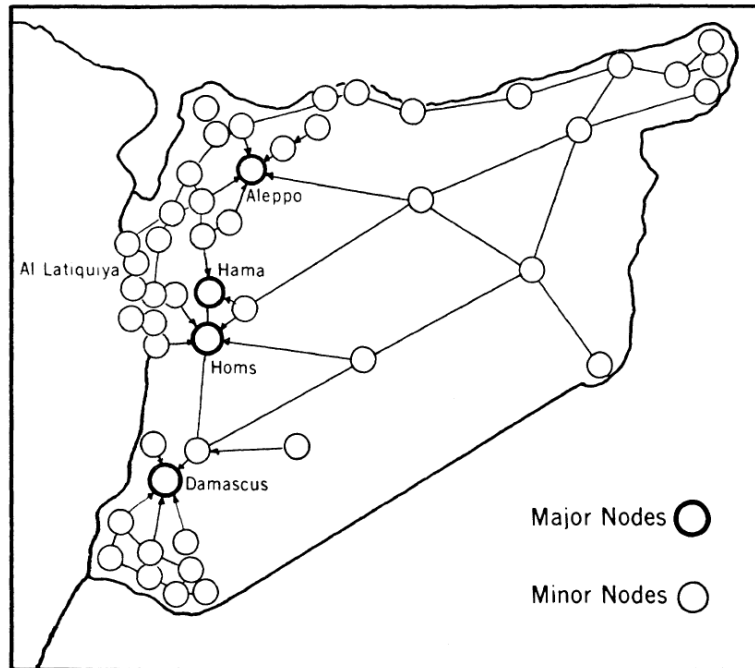 Aleppo
Al Latiquiya
Hama
Homs
Damascus
Major Nodes
Minor Nodes